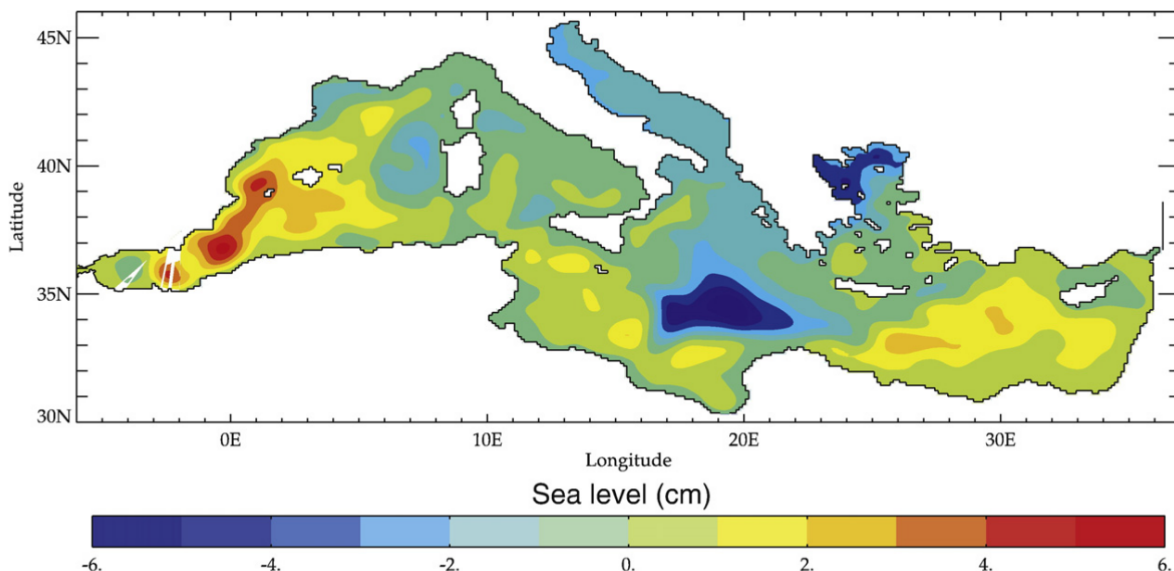 45N
40N
35N
30N
Latitude
0E 10E 20E 30E
Longitude
Sea level (cm)
-6. -4. -2. 0. 2. 4. 6.